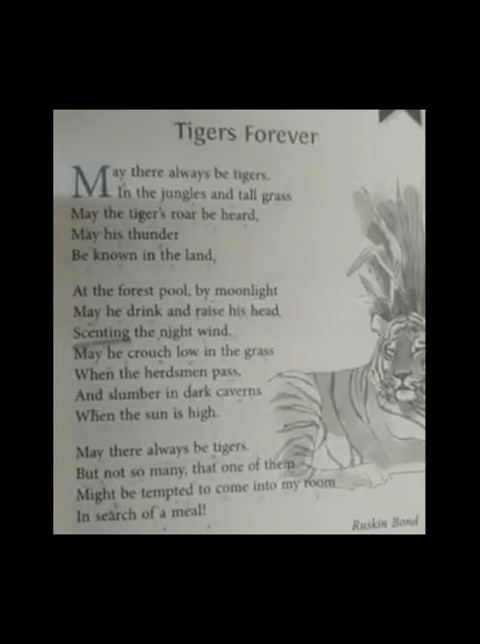 Tigers Forever
May there always be tigers.
In the jungles and tall grass
May the tiger's roar be heard,
May his thunder
Be known in the land,
At the forest pool, by moonlight
May he drink and raise his head,
Scenting the night wind.
May he crouch low in the grass
When the herdsmen pass,
And slumber in dark caverns
When the sun is high.
May there always be tigers.
But not so many, that one of them
Might be tempted to come into my room
In search of a meal!
Ruskin Bond